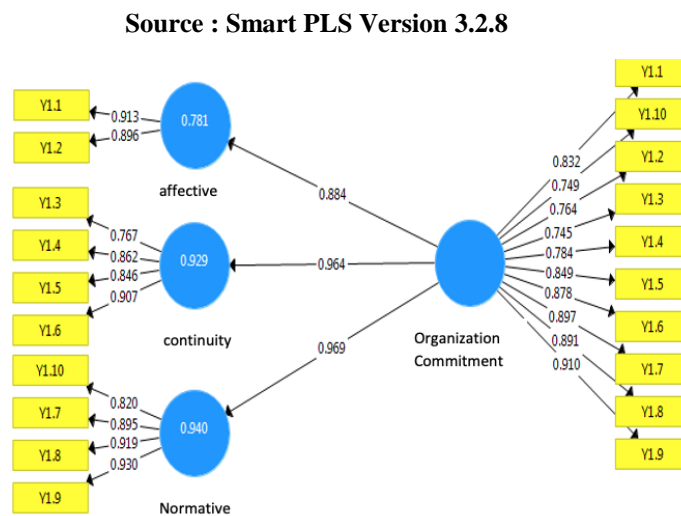 Source : Smart PLS Version 3.2.8
Y1.1
Y1.2
0.913
0.896
0.781
affective
Y1.3
Y1.4
Y1.5
Y1.6
0.767
0.862
0.846
0.907
0.929
continuity
Y1.10
Y1.7
Y1.8
Y1.9
0.820
0.895
0.919
0.930
0.940
Normative
0.884
0.964
0.969
Organization
Commitment
0.832
0.749
0.764
0.745
0.784
0.849
0.878
0.897
0.891
0.910
Y1.1
Y1.10
Y1.2
Y1.3
Y1.4
Y1.5
Y1.6
Y1.7
Y1.8
Y1.9